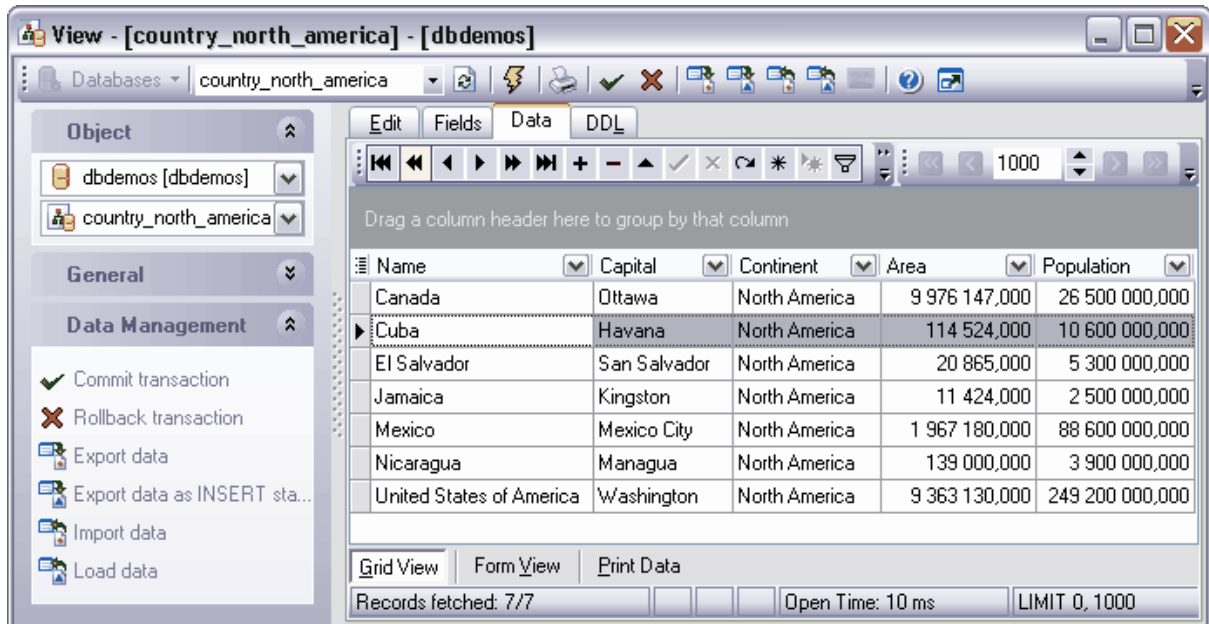 View - [country_north_america] - [dbdemos]
Databases country_north_america
Object
dbdemos [dbdemos]
country_north_america
General
Data Management
Commit transaction
Rollback transaction
Export data
Export data as INSERT sta...
Import data
Load data
Edit Fields Data DDL
1000
Drag a column header here to group by that column
Name Capital Continent Area Population
Canada Ottawa North America 9 976 147,000 26 500 000,000
Cuba Havana North America 114 524,000 10 600 000,000
El Salvador San Salvador North America 20 865,000 5 300 000,000
Jamaica Kingston North America 11 424,000 2 500 000,000
Mexico Mexico City North America 1 967 180,000 88 600 000,000
Nicaragua Managua North America 139 000,000 3 900 000,000
United States of America Washington North America 9 363 130,000 249 200 000,000
Grid View Form View Print Data
Records fetched: 7/7 Open Time: 10 ms LIMIT 0, 1000